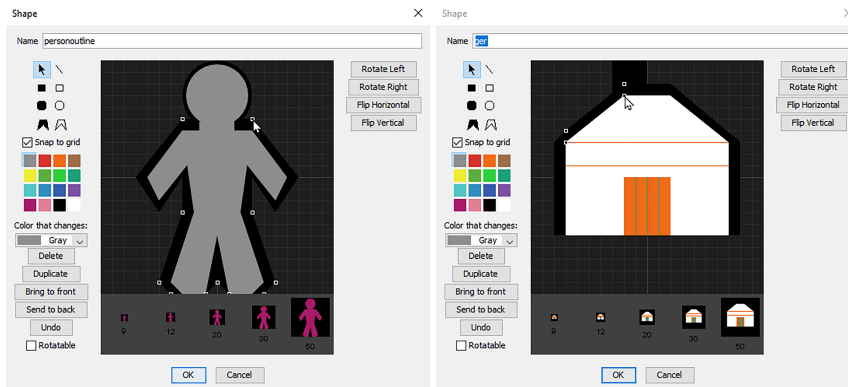 Shape
Name personoutline
Rotate Left
Rotate Right
Flip Horizontal
Flip Vertical
Snap to grid
Color that changes:
Gray
Delete
Duplicate
Bring to front
Send to back
Undo
Rotatable
9 12 20 30 50
OK Cancel
Shape
Name ger
Rotate Left
Rotate Right
Flip Horizontal
Flip Vertical
Snap to grid
Color that changes:
Gray
Delete
Duplicate
Bring to front
Send to back
Undo
Rotatable
9 12 20 30 50
OK Cancel